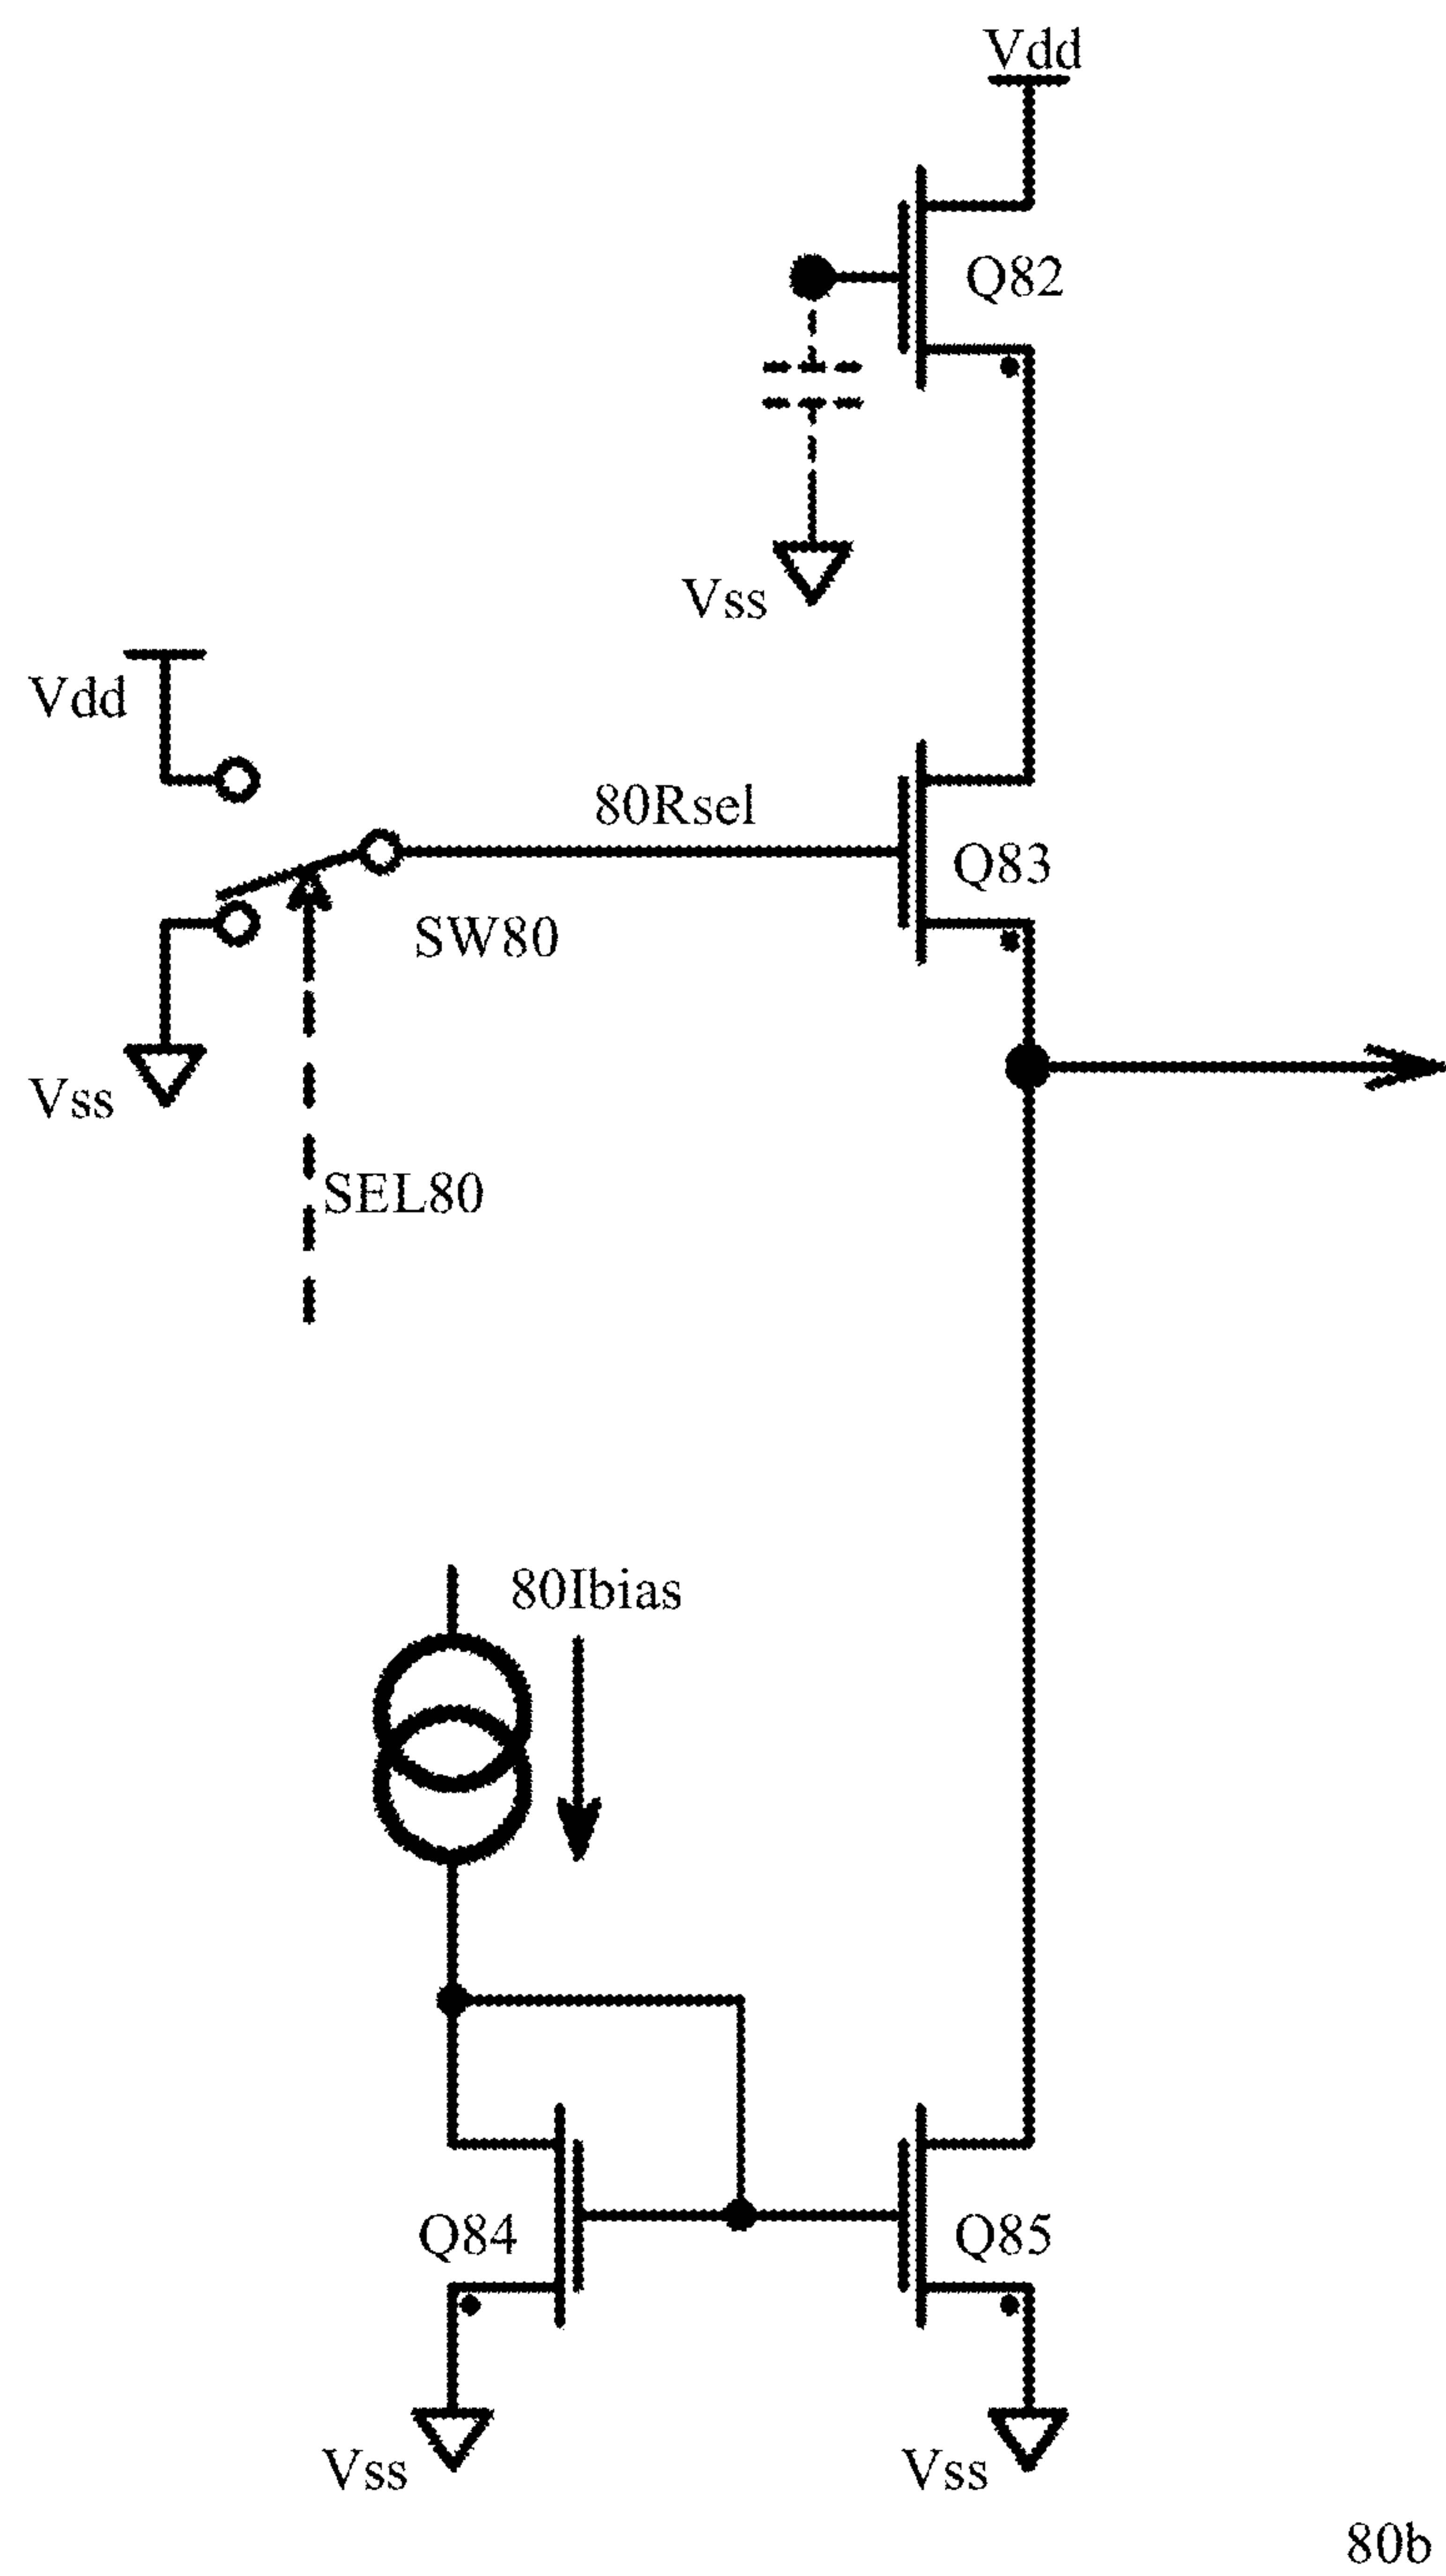 Vdd
Q82
Vss
Vdd
80Rsel
Q83
SW80
Vss
SEL80
80Ibias
Q84
Q85
Vss
Vss
80b